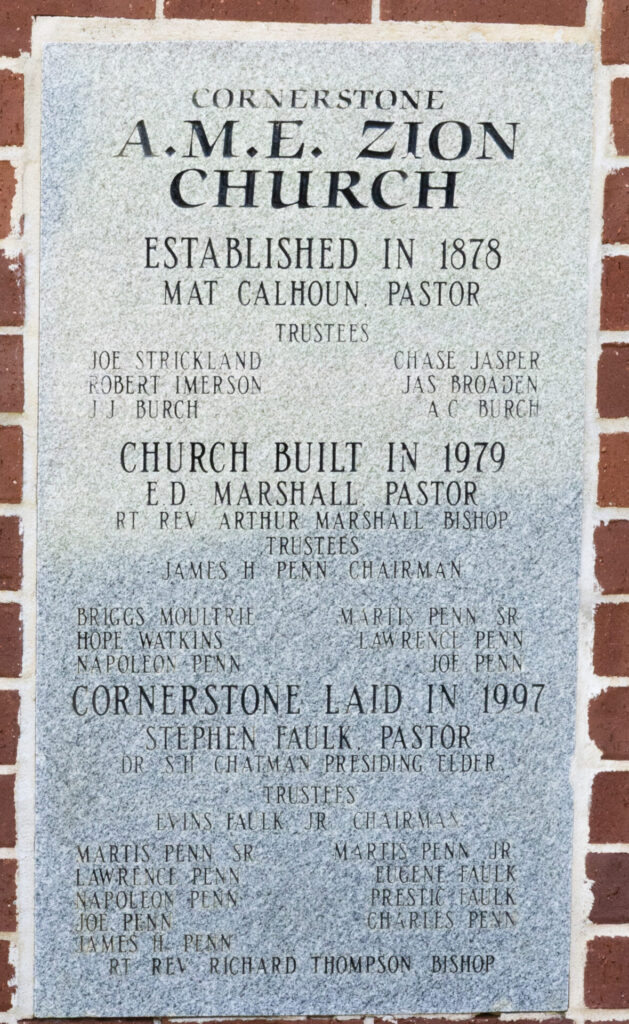 CORNERSTONE
A.M.E. ZION
CHURCH
ESTABLISHED IN 1878
MAT CALHOUN, PASTOR
TRUSTEES
JOE STRICKLAND CHASE JASPER
ROBERT IMERSON JAS BROADEN
J.J. BURCH A.C. BURCH
CHURCH BUILT IN 1979
E.D. MARSHALL, PASTOR
RT. REV. ARTHUR MARSHALL BISHOP
TRUSTEES
JAMES H. PENN CHAIRMAN
BRIGGS MOULTRIE MARTIS PENN SR.
HOPE WATKINS LAWRENCE PENN
NAPOLEON PENN JOE PENN
CORNERSTONE LAID IN 1997
STEPHEN FAULK, PASTOR
DR. S.H. CHATMAN PRESIDING ELDER
TRUSTEES
EVINS FAULK JR. CHAIRMAN
MARTIS PENN SR. MARTIS PENN JR.
LAWRENCE PENN EUGENE FAULK
NAPOLEON PENN PRESTIC FAULK
JOE PENN CHARLES PENN
JAMES H. PENN
RT. REV. RICHARD THOMPSON BISHOP